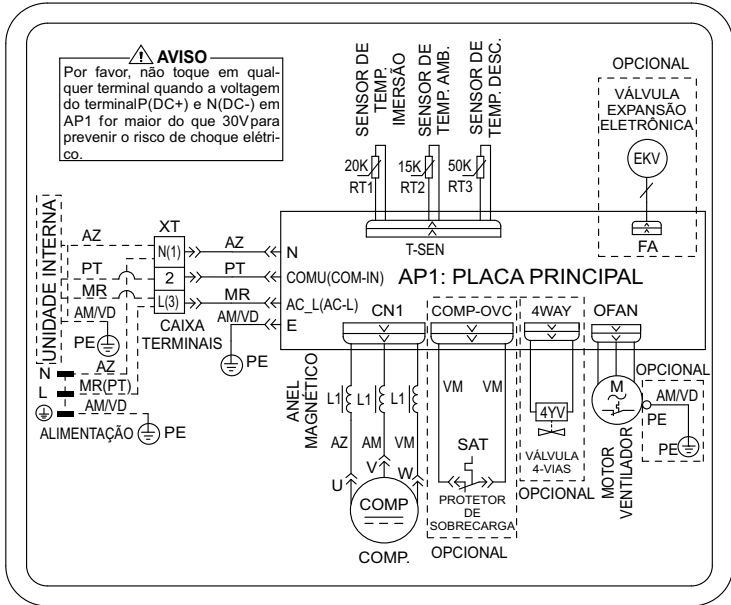 AVISO
Por favor, não toque em qual-
quer terminal quando a voltagem
do terminalP(DC+) e N(DC-) em
AP1 for maior do que 30Vpara
prevenir o risco de choque elétri-
co.
SENSOR DE
TEMP.
IMERSÃO
SENSOR DE
TEMP. AMB.
SENSOR DE
TEMP. DESC.
OPCIONAL
VÁLVULA
EXPANSÃO
ELETRÔNICA
EKV
FA
20K
RT1
15K
RT2
50K
RT3
T-SEN
UNIDADE INTERNA
AZ
PT
MR
AM/VD
PE
XT
N(1)
2
L(3)
CAIXA
TERMINAIS
AZ
PT
MR
AM/VD
PE
N
COMU(COM-IN)
AC_L(AC-L)
E
AP1: PLACA PRINCIPAL
CN1
COMP-OVC
4WAY
OFAN
N
L
AZ
MR(PT)
AM/VD
ALIMENTAÇÃO
PE
ANEL
MAGNÉTICO
L1
L1
L1
AZ
AM
VM
U
V
W
COMP
COMP.
VM
VM
SAT
PROTETOR
DE
SOBRECARGA
OPCIONAL
4YV
VÁLVULA
4-VIAS
OPCIONAL
M
MOTOR
VENTILADOR
OPCIONAL
AM/VD
PE
PE